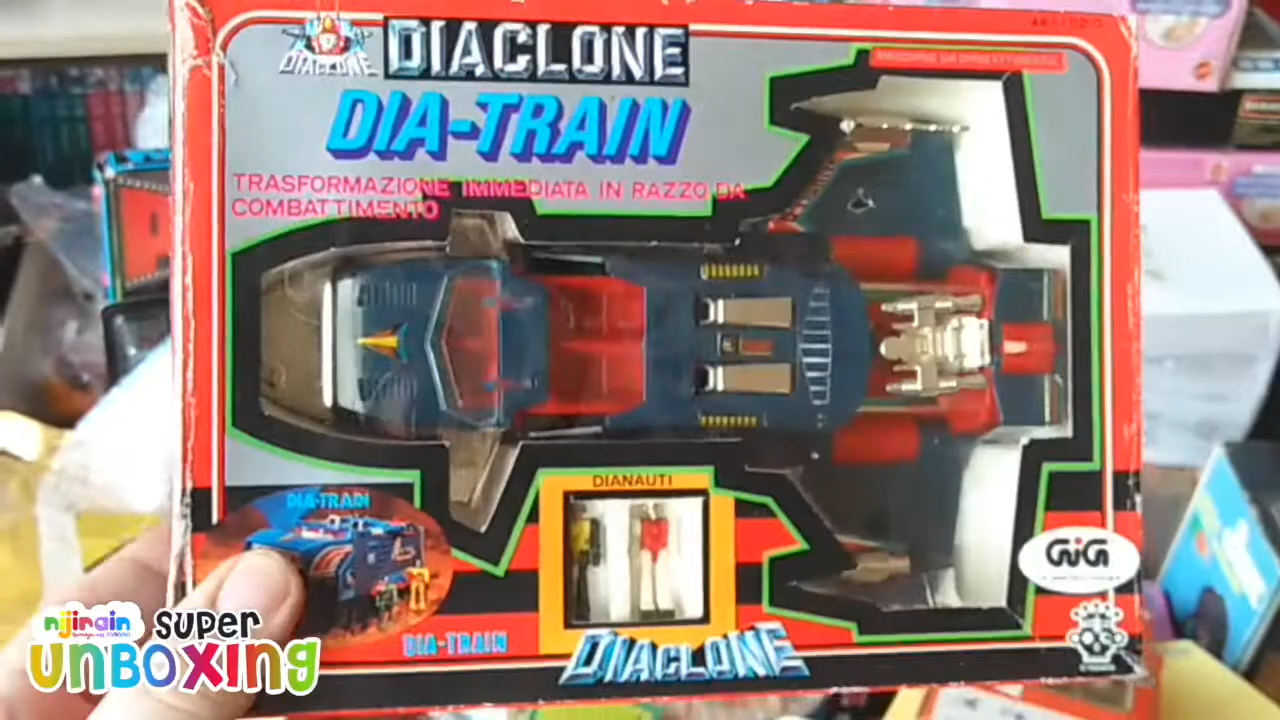 DIACLONE
DIACLONE
DIA-TRAIN
TRASFORMAZIONE IMMEDIATA IN RAZZO DA
COMBATTIMENTO
DIANAUTI
DIA-TRAIN
GiG
DIA-TRAIN
DIACLONE
njirain
super
unboxing